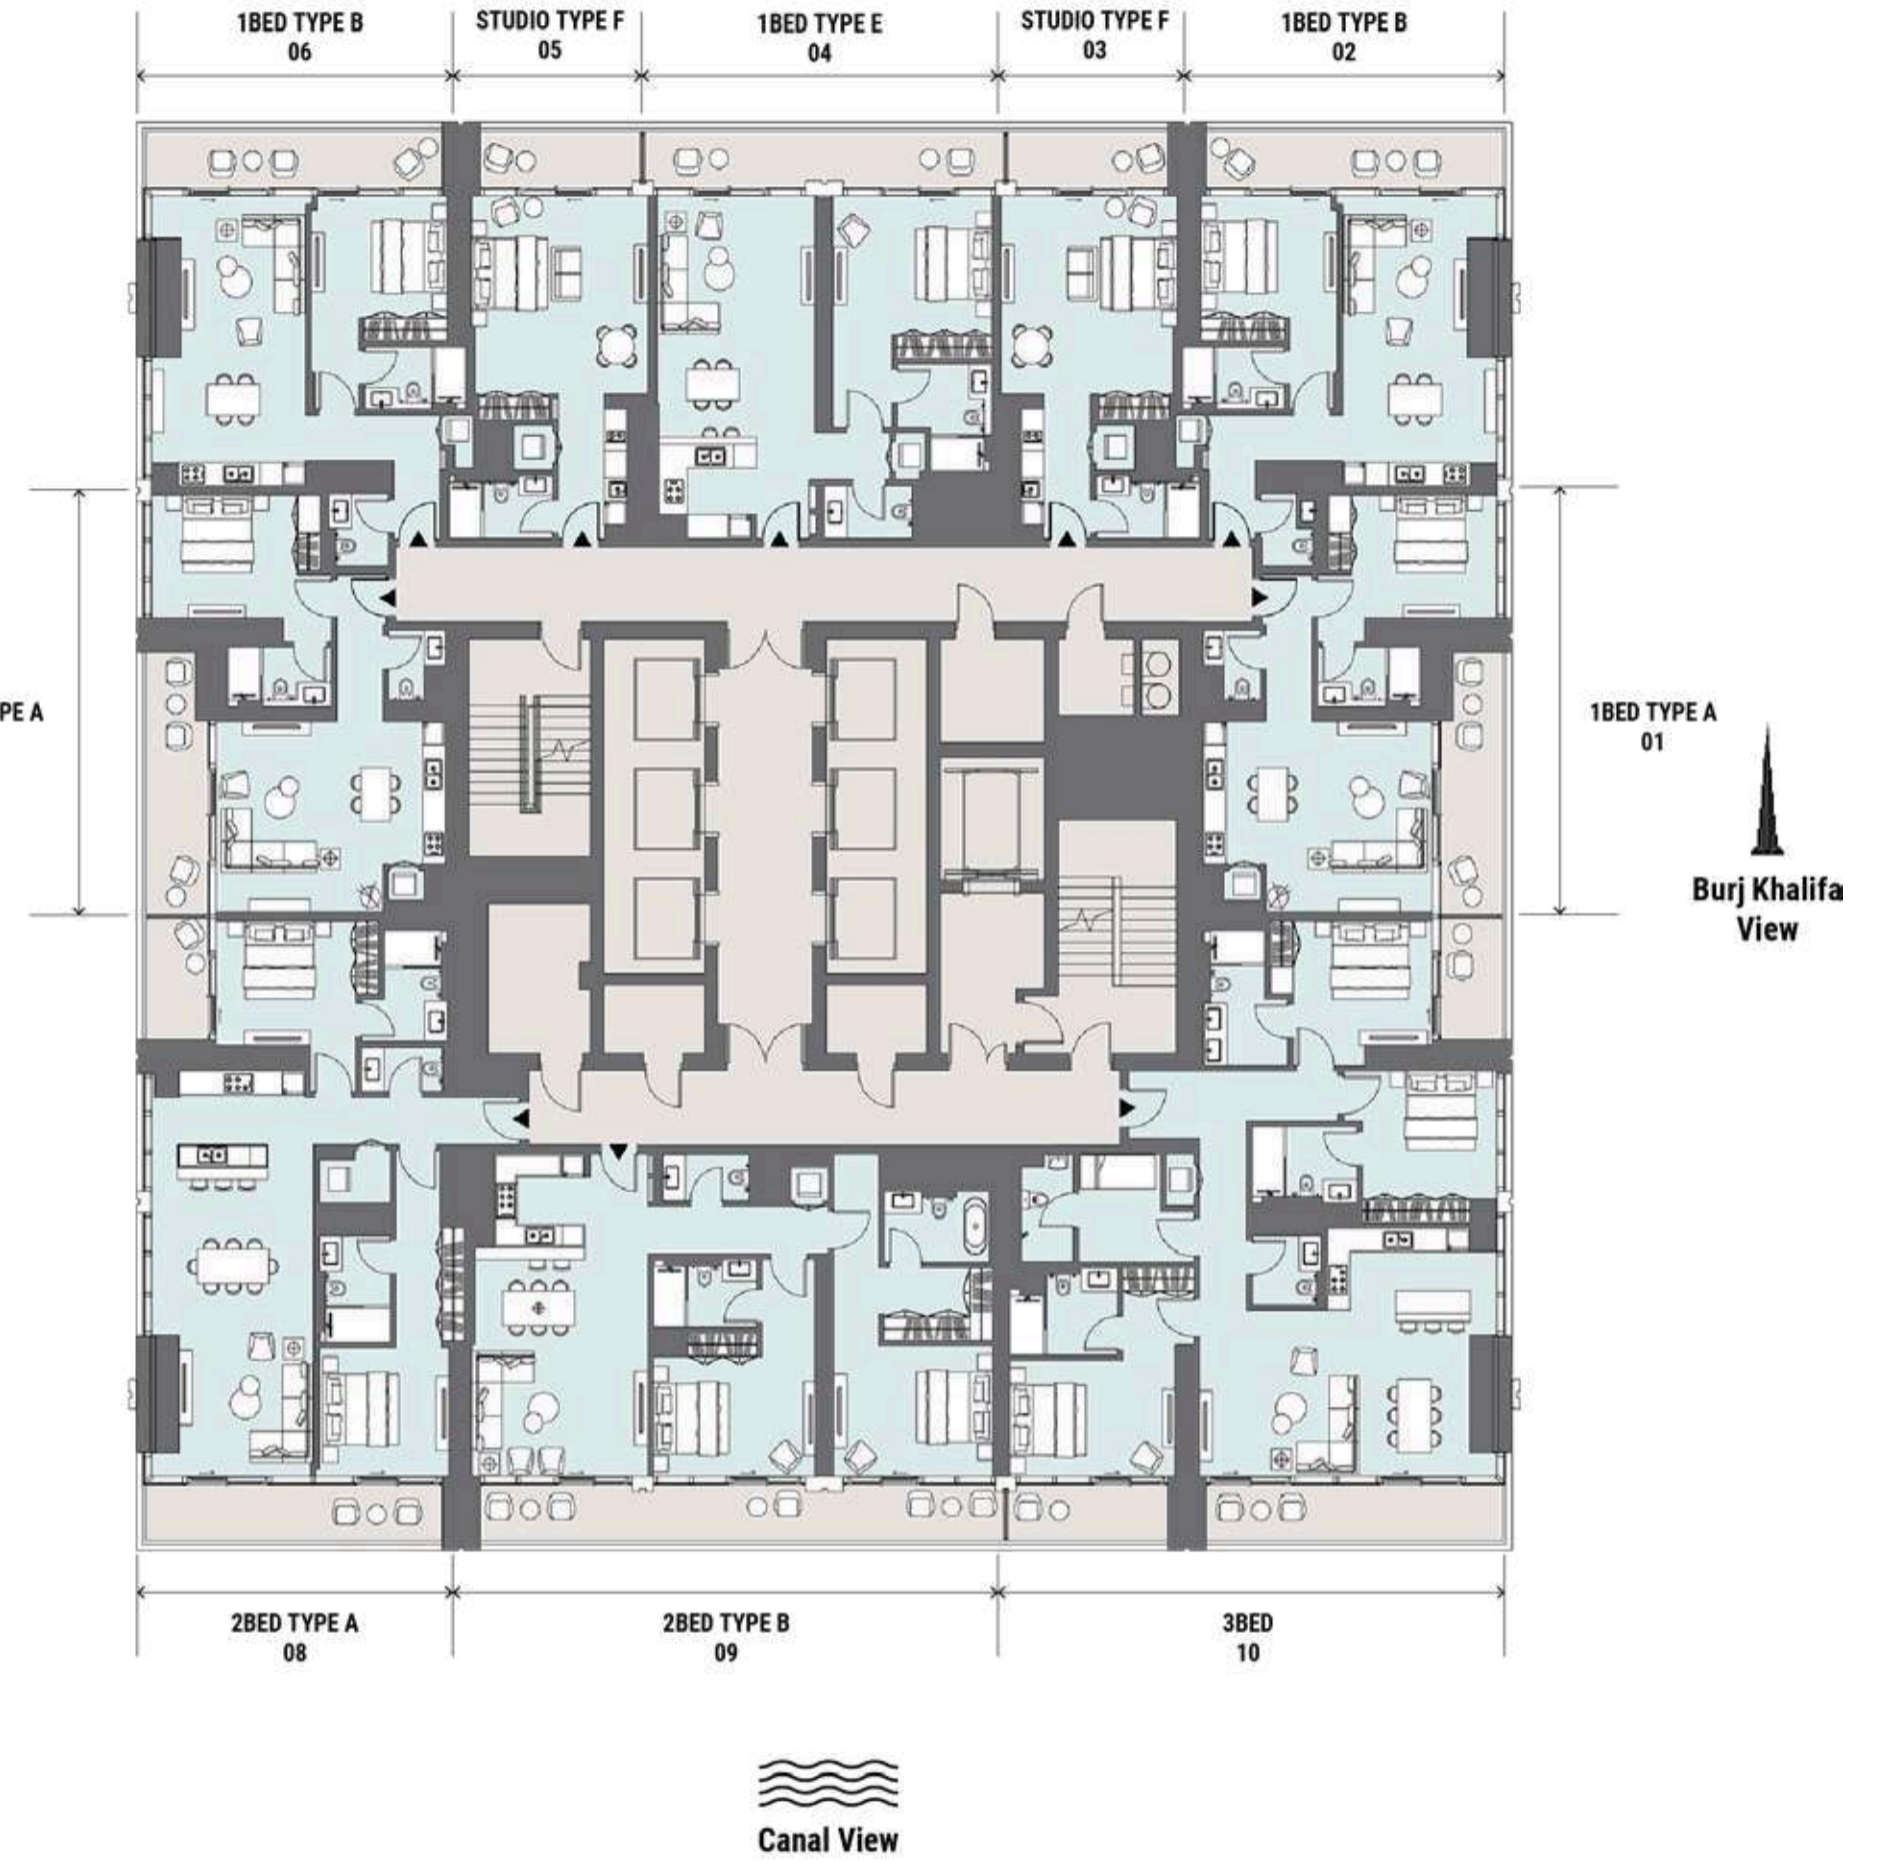 1BED TYPE B
06
STUDIO TYPE F
05
1BED TYPE E
04
STUDIO TYPE F
03
1BED TYPE B
02
PE A
1BED TYPE A
01
Burj Khalifa
View
2BED TYPE A
08
2BED TYPE B
09
3BED
10
Canal View